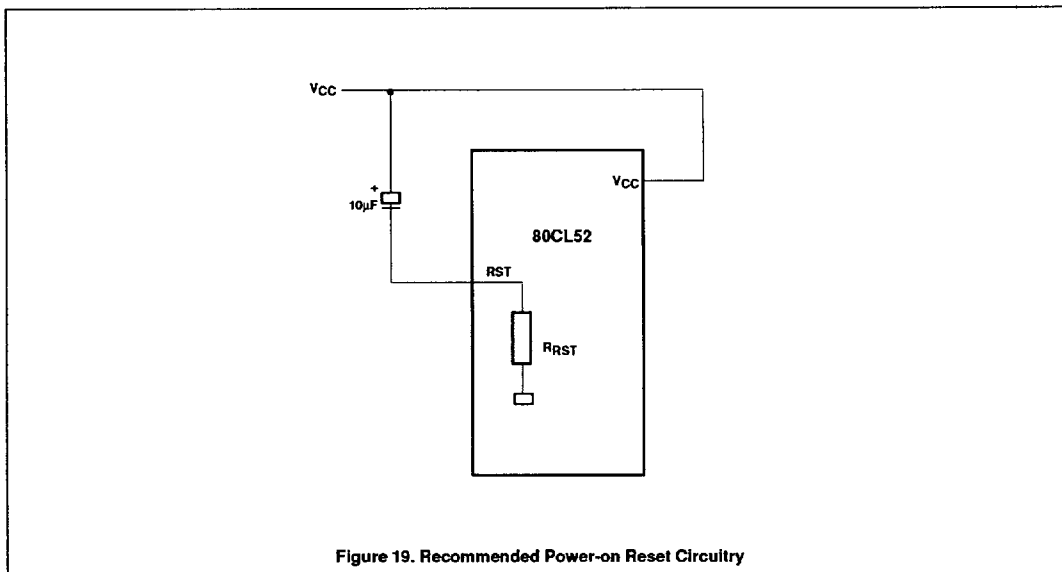 VCC
VCC
+
10µF
80CL52
RST
RRST
Figure 19. Recommended Power-on Reset Circuitry